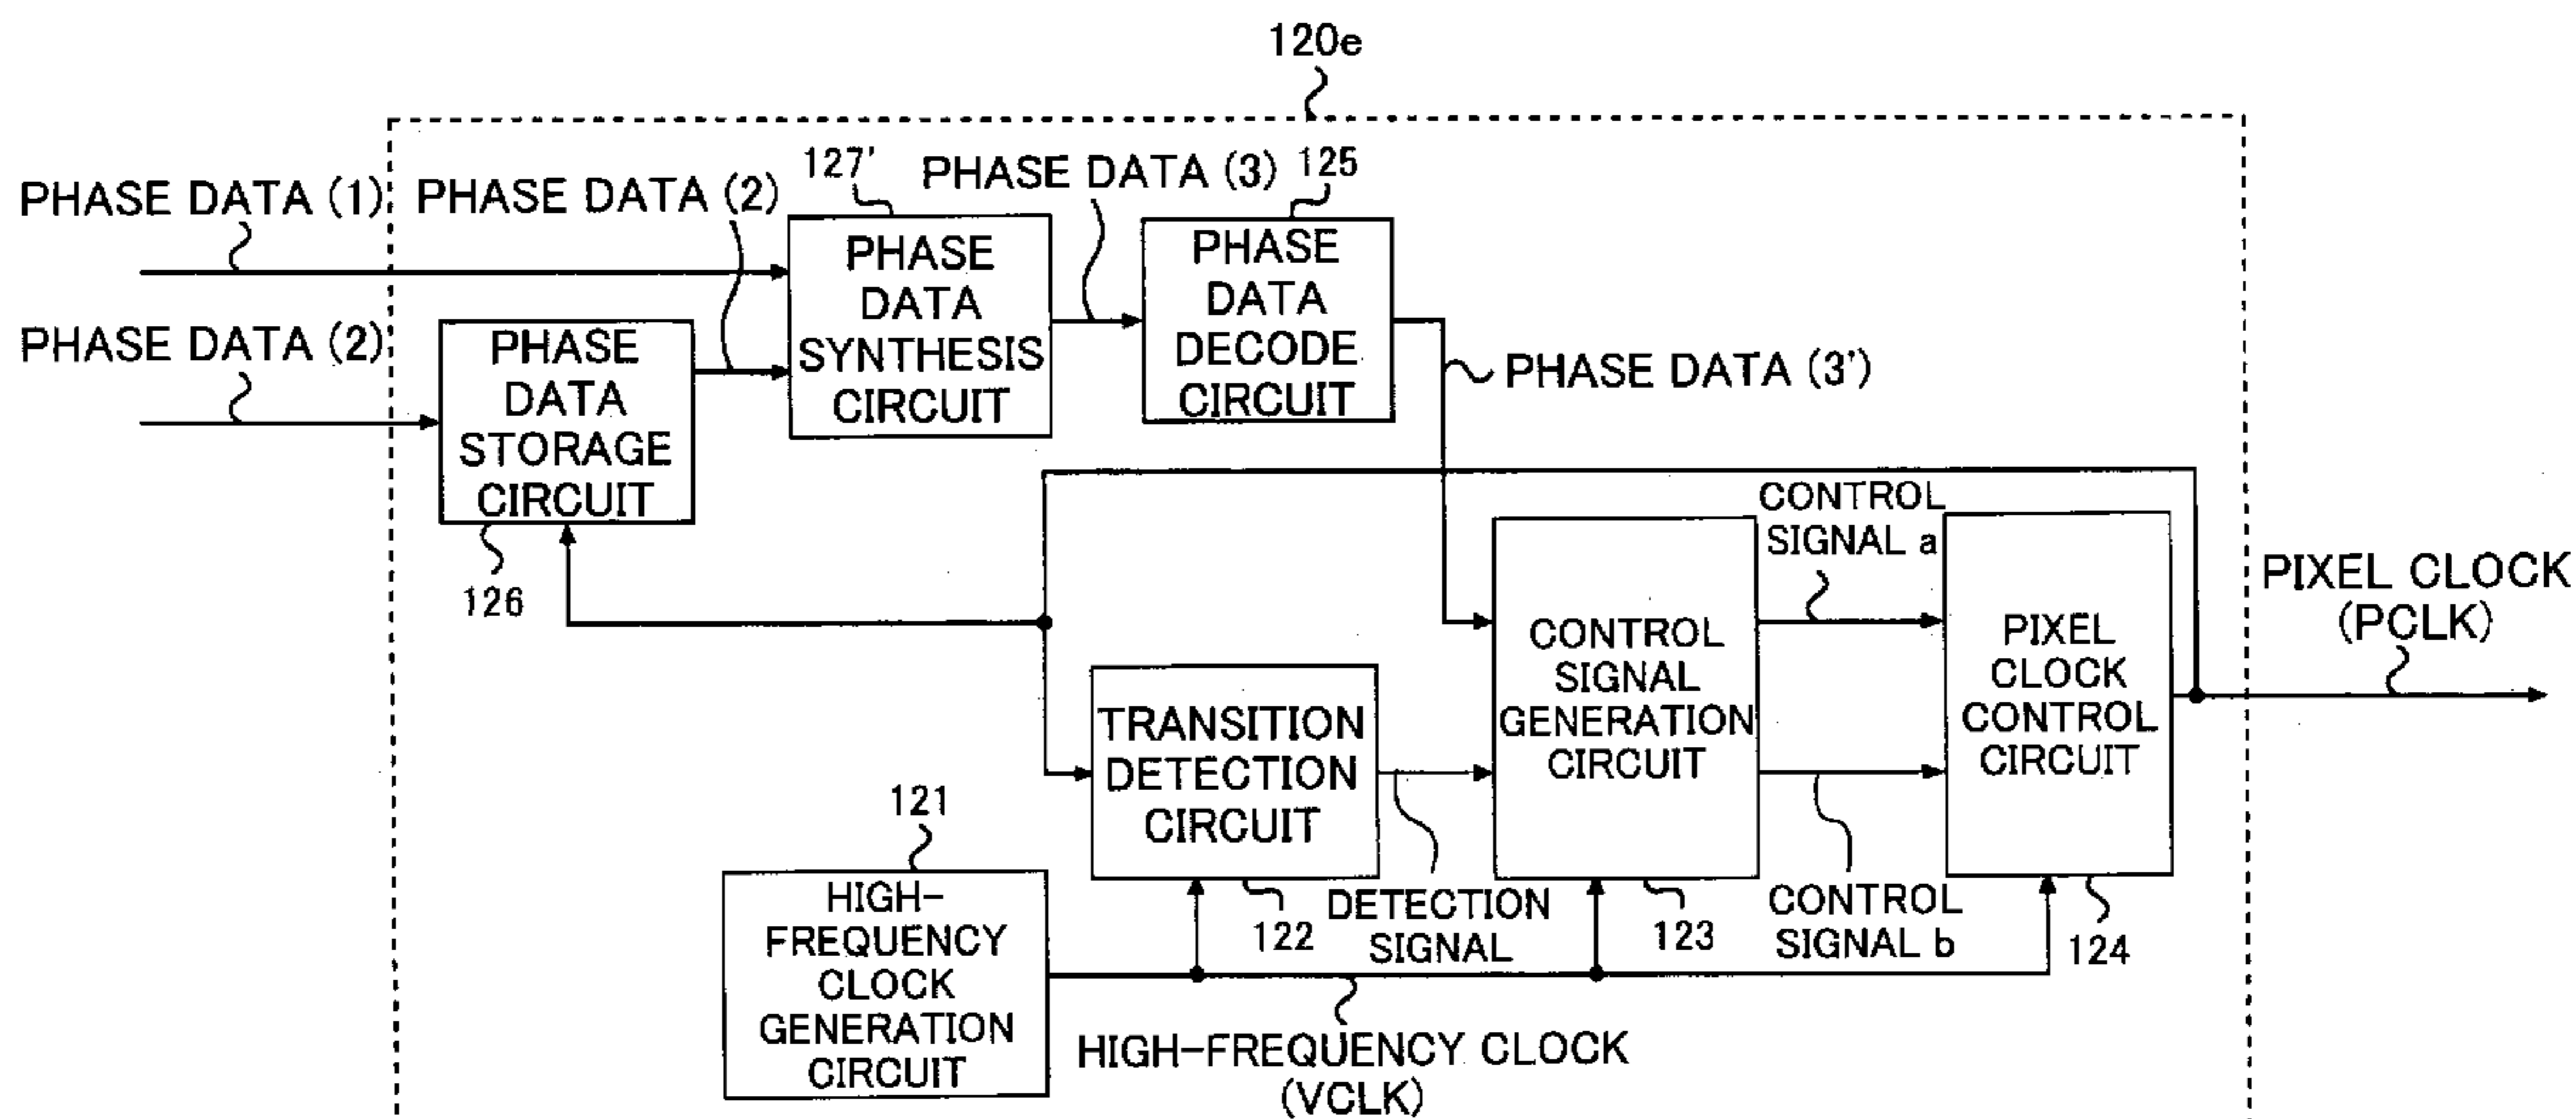 120e
PHASE DATA (1)
PHASE DATA (2)
127'
PHASE DATA (3)
125
PHASE
DATA
SYNTHESIS
CIRCUIT
PHASE
DATA
DECODE
CIRCUIT
PHASE DATA (2)
PHASE
DATA
STORAGE
CIRCUIT
126
PHASE DATA (3')
CONTROL
SIGNAL a
CONTROL
SIGNAL
GENERATION
CIRCUIT
PIXEL
CLOCK
CONTROL
CIRCUIT
PIXEL CLOCK
(PCLK)
TRANSITION
DETECTION
CIRCUIT
121
HIGH-
FREQUENCY
CLOCK
GENERATION
CIRCUIT
122
DETECTION
SIGNAL
123
CONTROL
SIGNAL b
124
HIGH-FREQUENCY CLOCK
(VCLK)